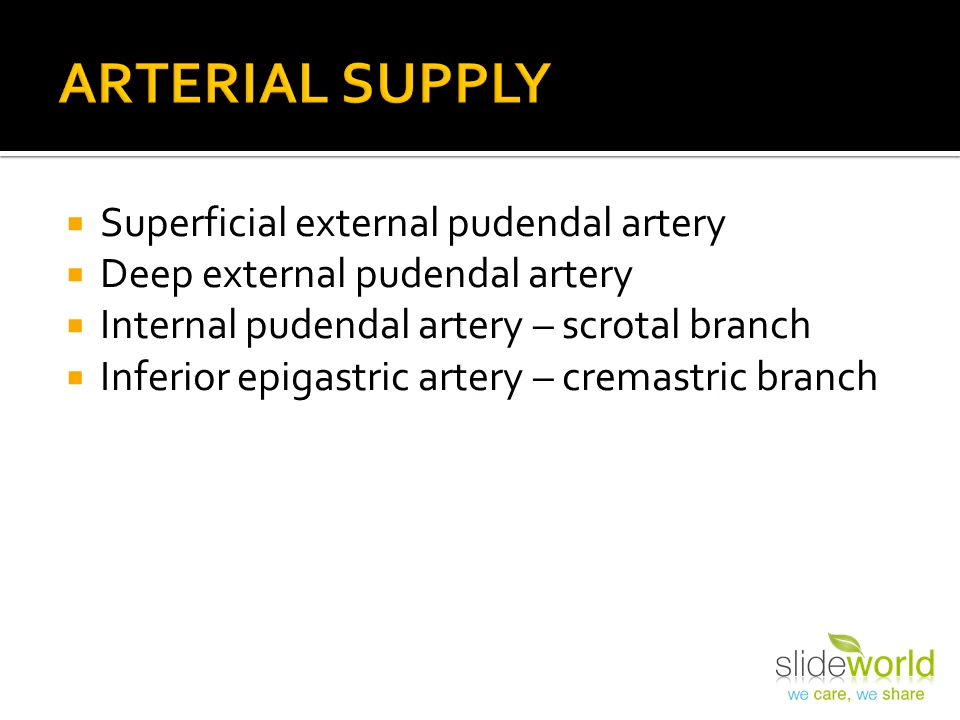 ARTERIAL SUPPLY
Superficial external pudendal artery
Deep external pudendal artery
Internal pudendal artery – scrotal branch
Inferior epigastric artery – cremastric branch
slideworld
we care, we share